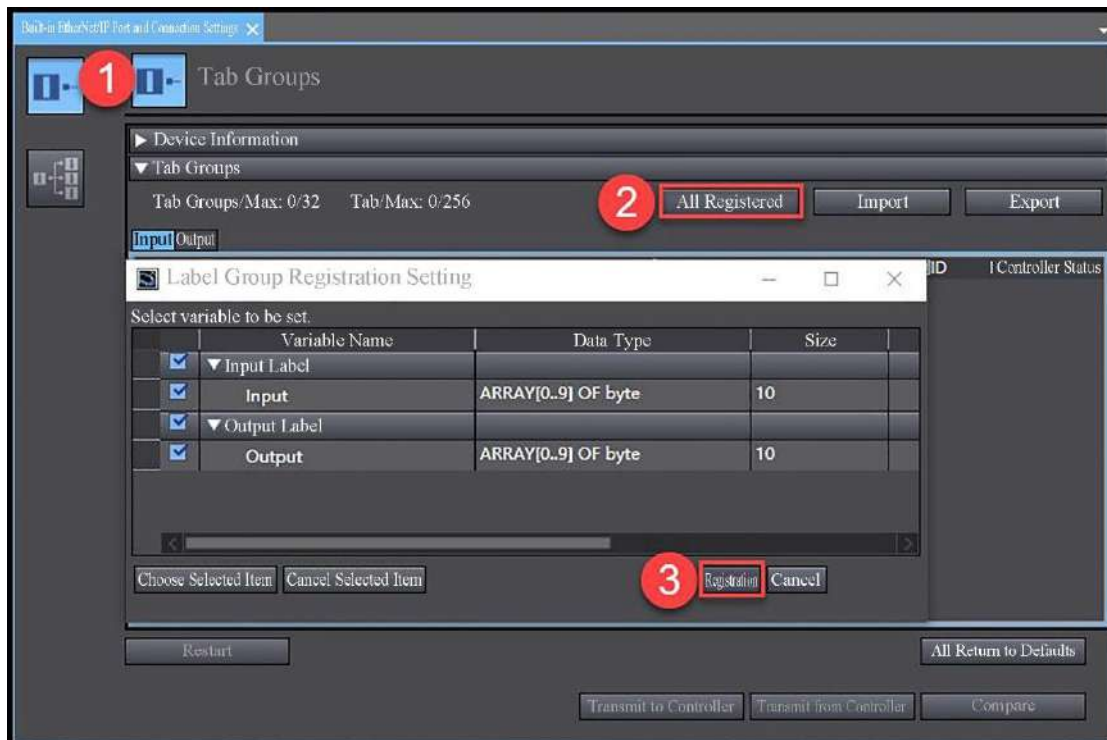 Built-in EtherNet/IP Port and Connection Settings
1
Tab Groups
Device Information
Tab Groups
Tab Groups/Max: 0/32 Tab/Max: 0/256
2
All Registered Import Export
Input Output
ID | Controller Status
Label Group Registration Setting
Select variable to be set.
Variable Name Data Type Size
Input Label
Input ARRAY[0..9] OF byte 10
Output Label
Output ARRAY[0..9] OF byte 10
Choose Selected Item Cancel Selected Item 3 Registration Cancel
Restart All Return to Defaults
Transmit to Controller Transmit from Controller Compare